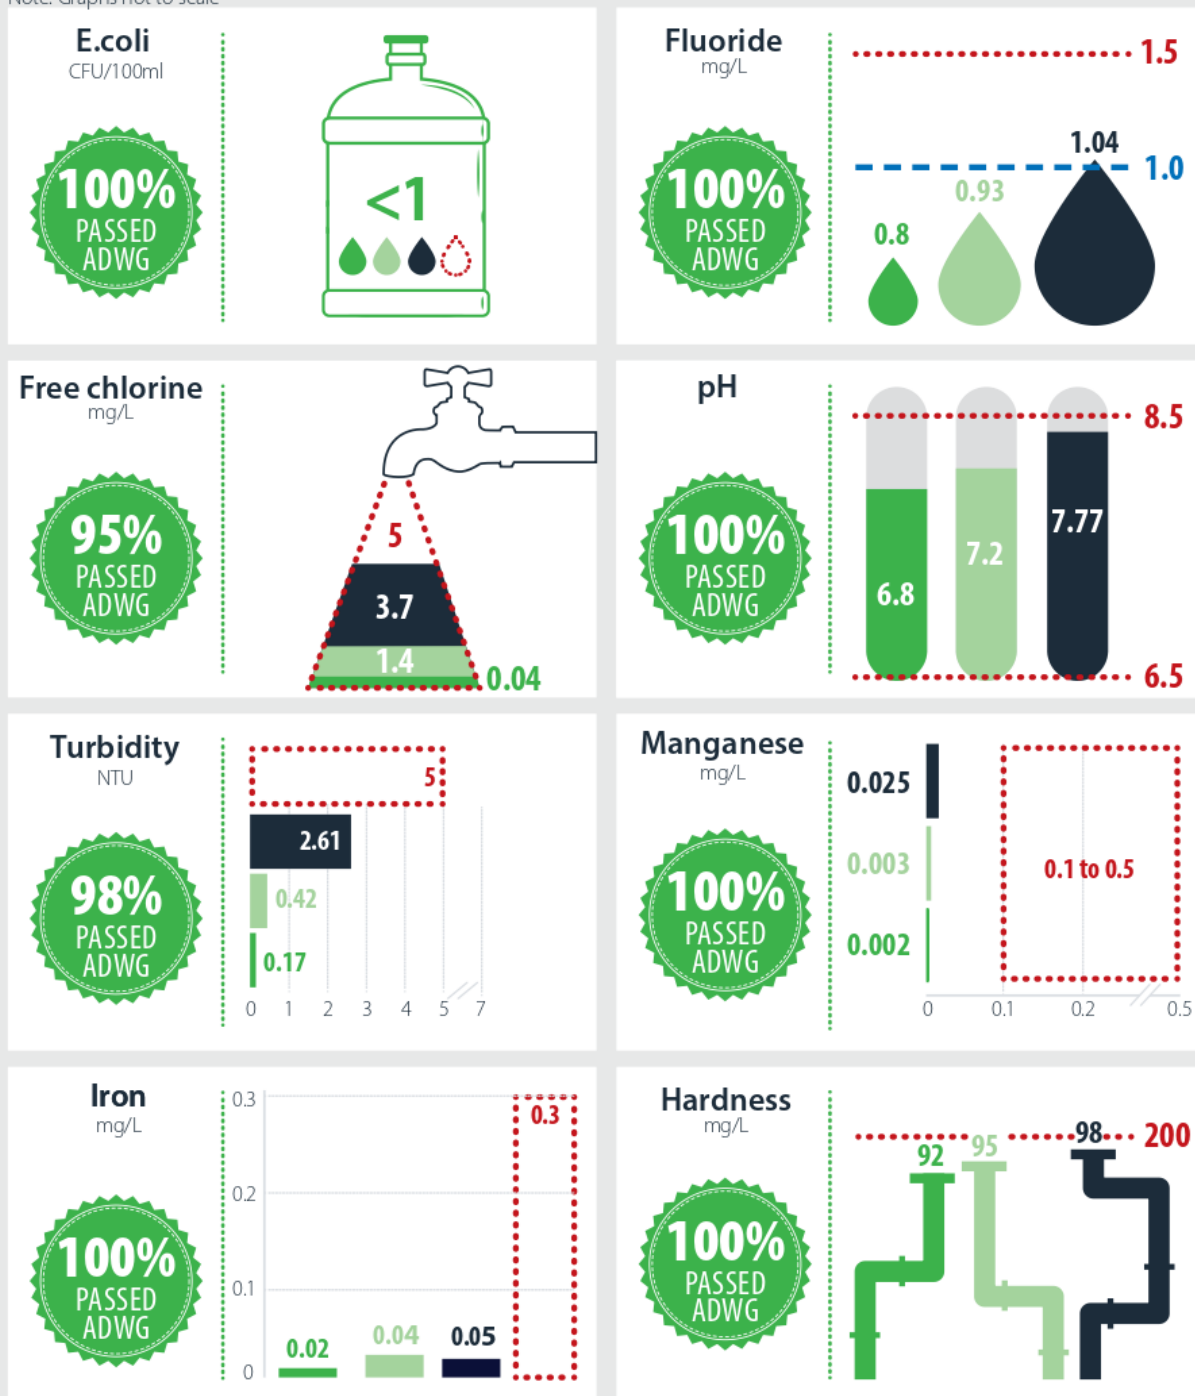 Note: Graphs not to scale
E.coli
CFU/100ml
100%
PASSED
ADWG
<1
Fluoride
mg/L
100%
PASSED
ADWG
1.5
1.04
1.0
0.93
0.8
Free chlorine
mg/L
95%
PASSED
ADWG
5
3.7
1.4
0.04
pH
100%
PASSED
ADWG
8.5
7.77
7.2
6.8
6.5
Turbidity
NTU
98%
PASSED
ADWG
5
2.61
0.42
0.17
0 1 2 3 4 5 7
Manganese
mg/L
100%
PASSED
ADWG
0.025
0.003
0.002
0.1 to 0.5
0 0.1 0.2 0.5
Iron
mg/L
100%
PASSED
ADWG
0.3
0.2
0.1
0
0.02
0.04
0.05
0.3
Hardness
mg/L
100%
PASSED
ADWG
92
95
98
200